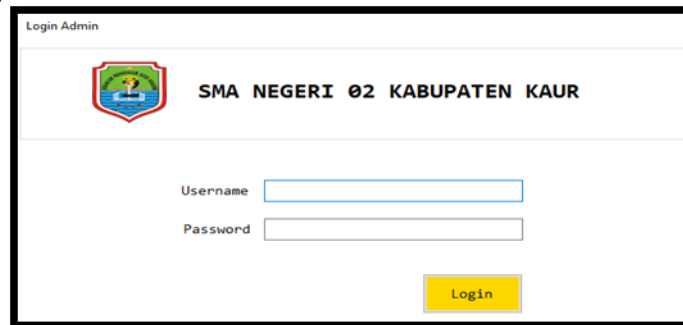 Login Admin
SMA NEGERI 02 KABUPATEN KAUR
Username
Password
Login